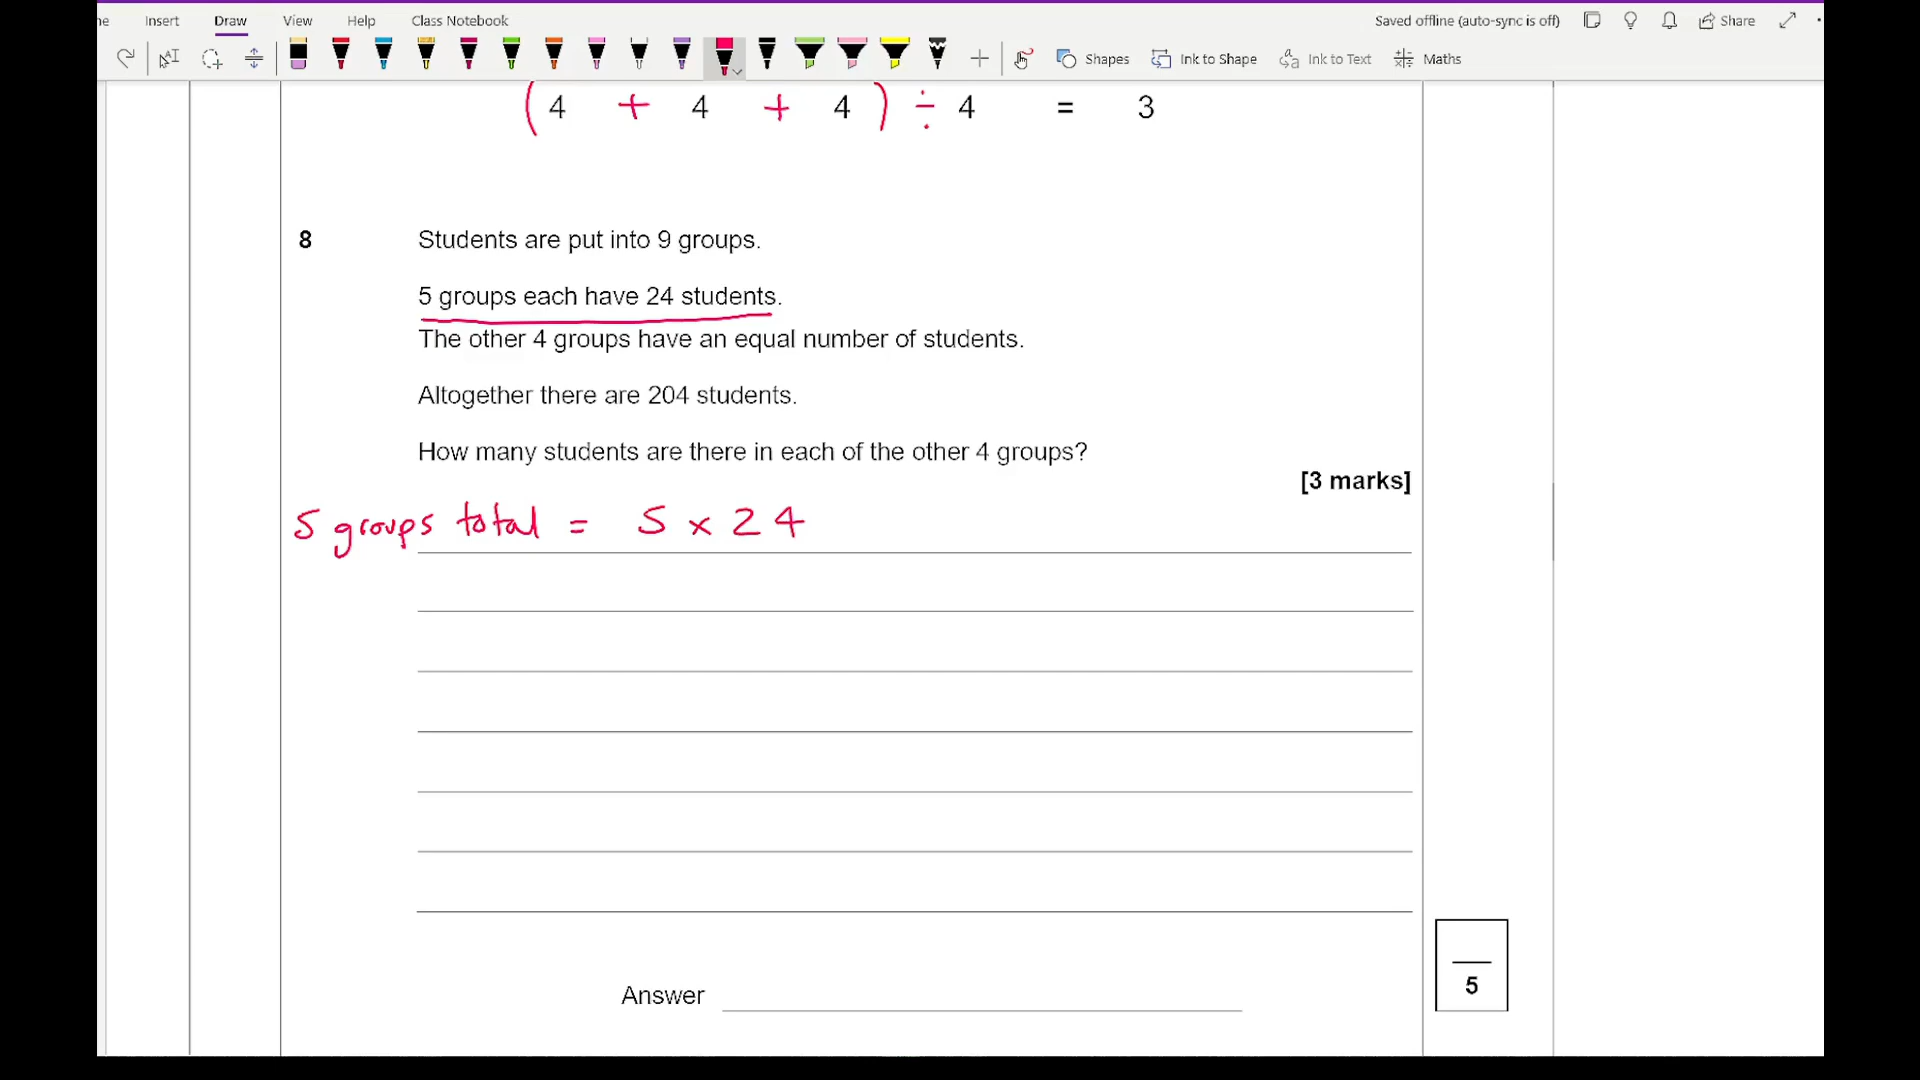 Insert Draw View Help Class Notebook Saved offline (auto-sync is off) Share
Shapes Ink to Shape Ink to Text Maths
(4 + 4 + 4) ÷ 4 = 3
8 Students are put into 9 groups.
5 groups each have 24 students.
The other 4 groups have an equal number of students.
Altogether there are 204 students.
How many students are there in each of the other 4 groups?
[3 marks]
5 groups total = 5 × 24
Answer
5